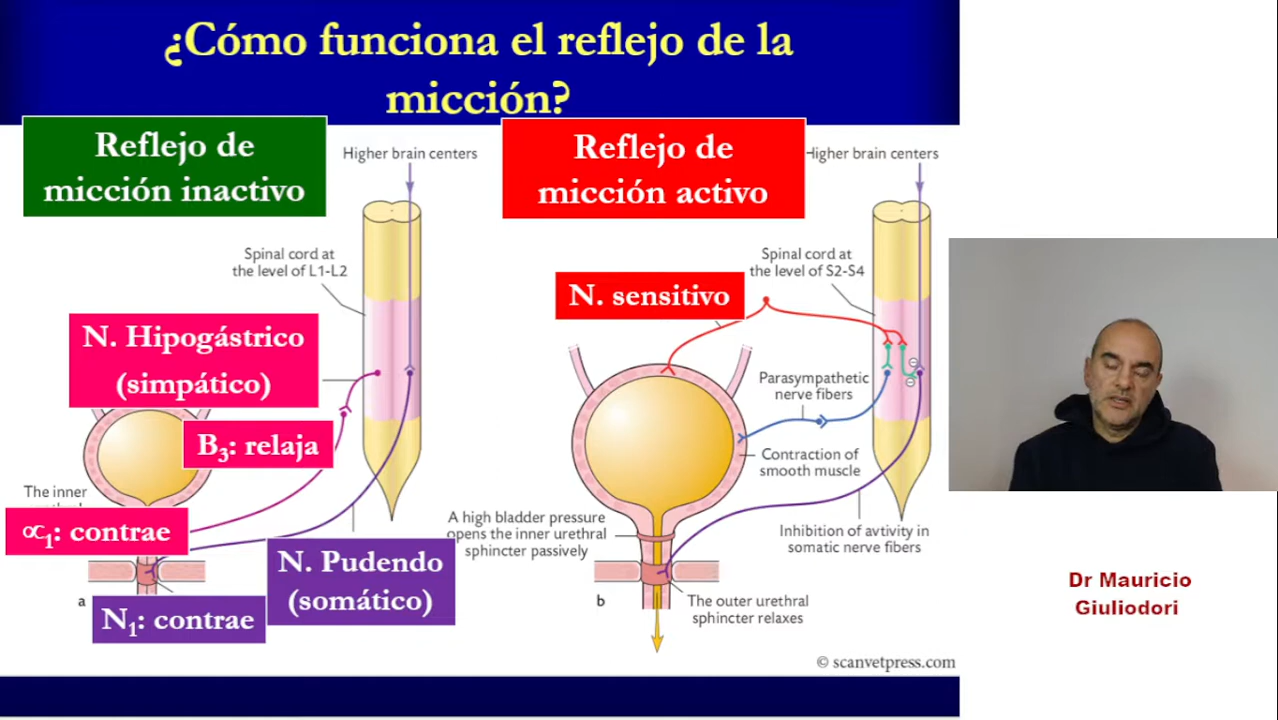 ¿Cómo funciona el reflejo de la
micción?
Reflejo de
micción inactivo
Higher brain centers
Spinal cord at
the level of L1-L2
N. Hipogástrico
(simpático)
B3: relaja
The inner
∝1: contrae
N. Pudendo
(somático)
a
N1: contrae
Reflejo de
micción activo
Higher brain centers
Spinal cord at
the level of S2-S4
N. sensitivo
Parasympathetic
nerve fibers
Contraction of
smooth muscle
A high bladder pressure
opens the inner urethral
sphincter passively
Inhibition of avtivity in
somatic nerve fibers
b
The outer urethral
sphincter relaxes
© scanvetpress.com
Dr Mauricio
Giuliodori